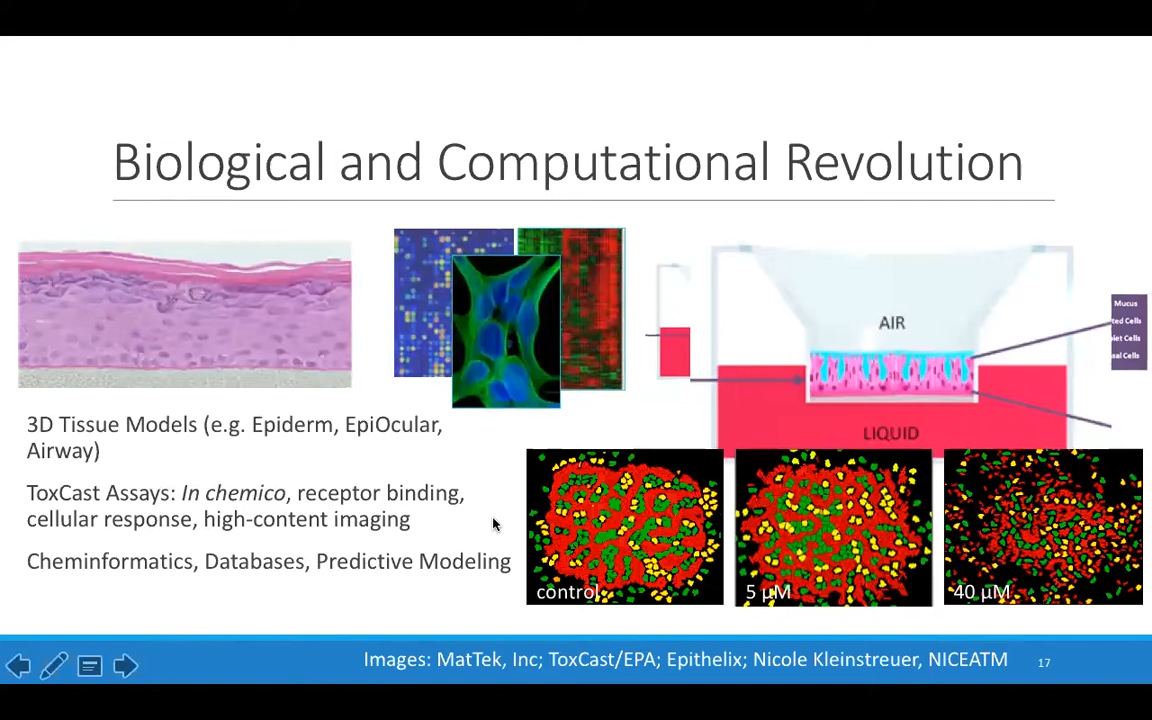 Biological and Computational Revolution
AIR
Mucus
ted Cells
let Cells
sal Cells
LIQUID
3D Tissue Models (e.g. Epiderm, EpiOcular,
Airway)
ToxCast Assays: In chemico, receptor binding,
cellular response, high-content imaging
Cheminformatics, Databases, Predictive Modeling
control
5 µM
40 µM
Images: MatTek, Inc; ToxCast/EPA; Epithelix; Nicole Kleinstreuer, NICEATM
17